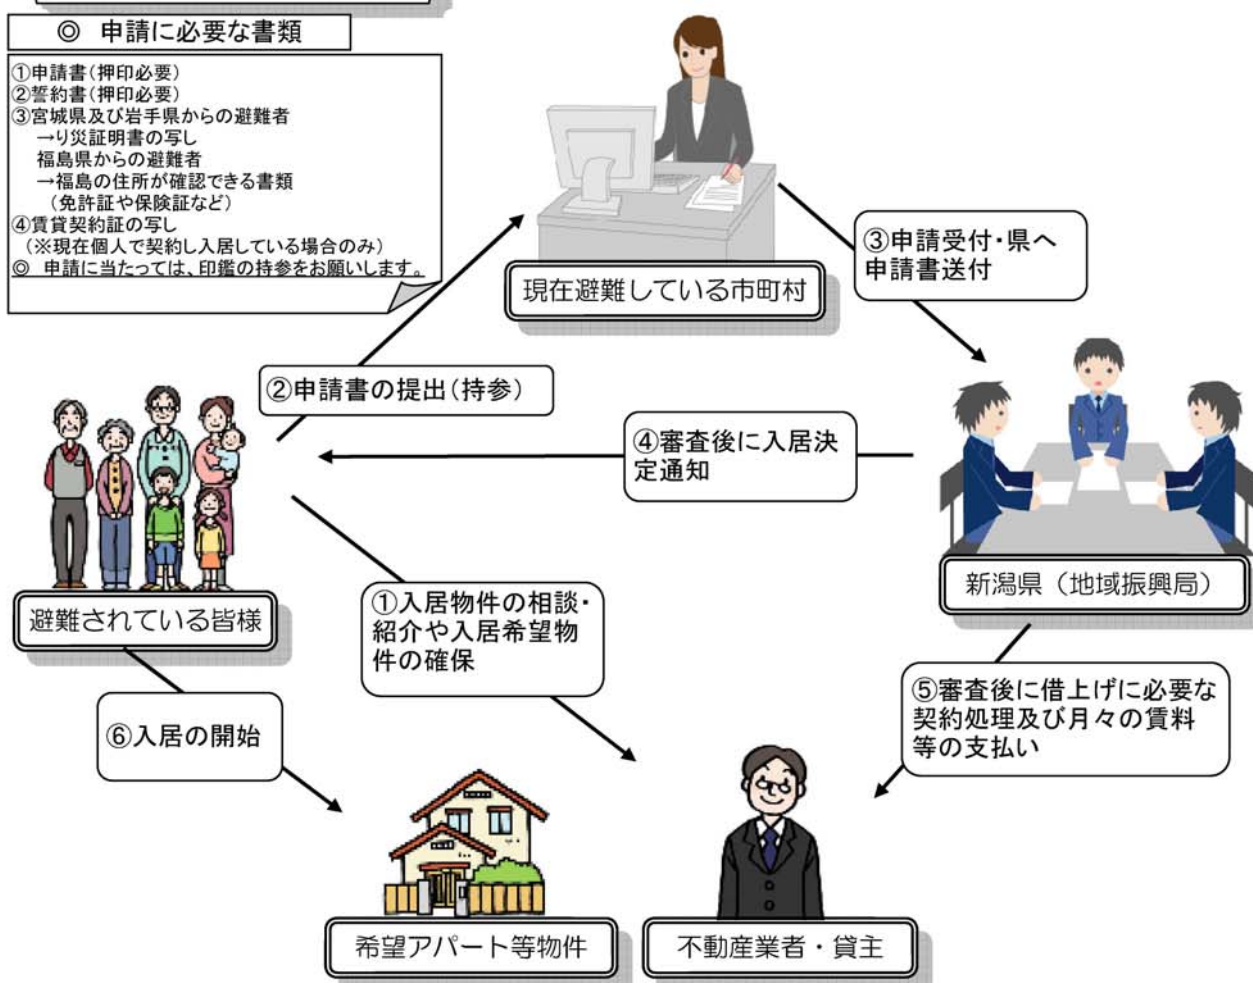 ◎ 申請に必要な書類
①申請書(押印必要)
②誓約書(押印必要)
③宮城県及び岩手県からの避難者
→り災証明書の写し
福島県からの避難者
→福島の住所が確認できる書類
(免許証や保険証など)
④賃貸契約証の写し
(※現在個人で契約し入居している場合のみ)
◎ 申請に当たっては、印鑑の持参をお願いします。
現在避難している市町村
③申請受付・県へ
申請書送付
②申請書の提出(持参)
④審査後に入居決
定通知
新潟県(地域振興局)
避難されている皆様
①入居物件の相談・
紹介や入居希望物
件の確保
⑤審査後に借上げに必要な
契約処理及び月々の賃料
等の支払い
⑥入居の開始
希望アパート等物件
不動産業者・貸主